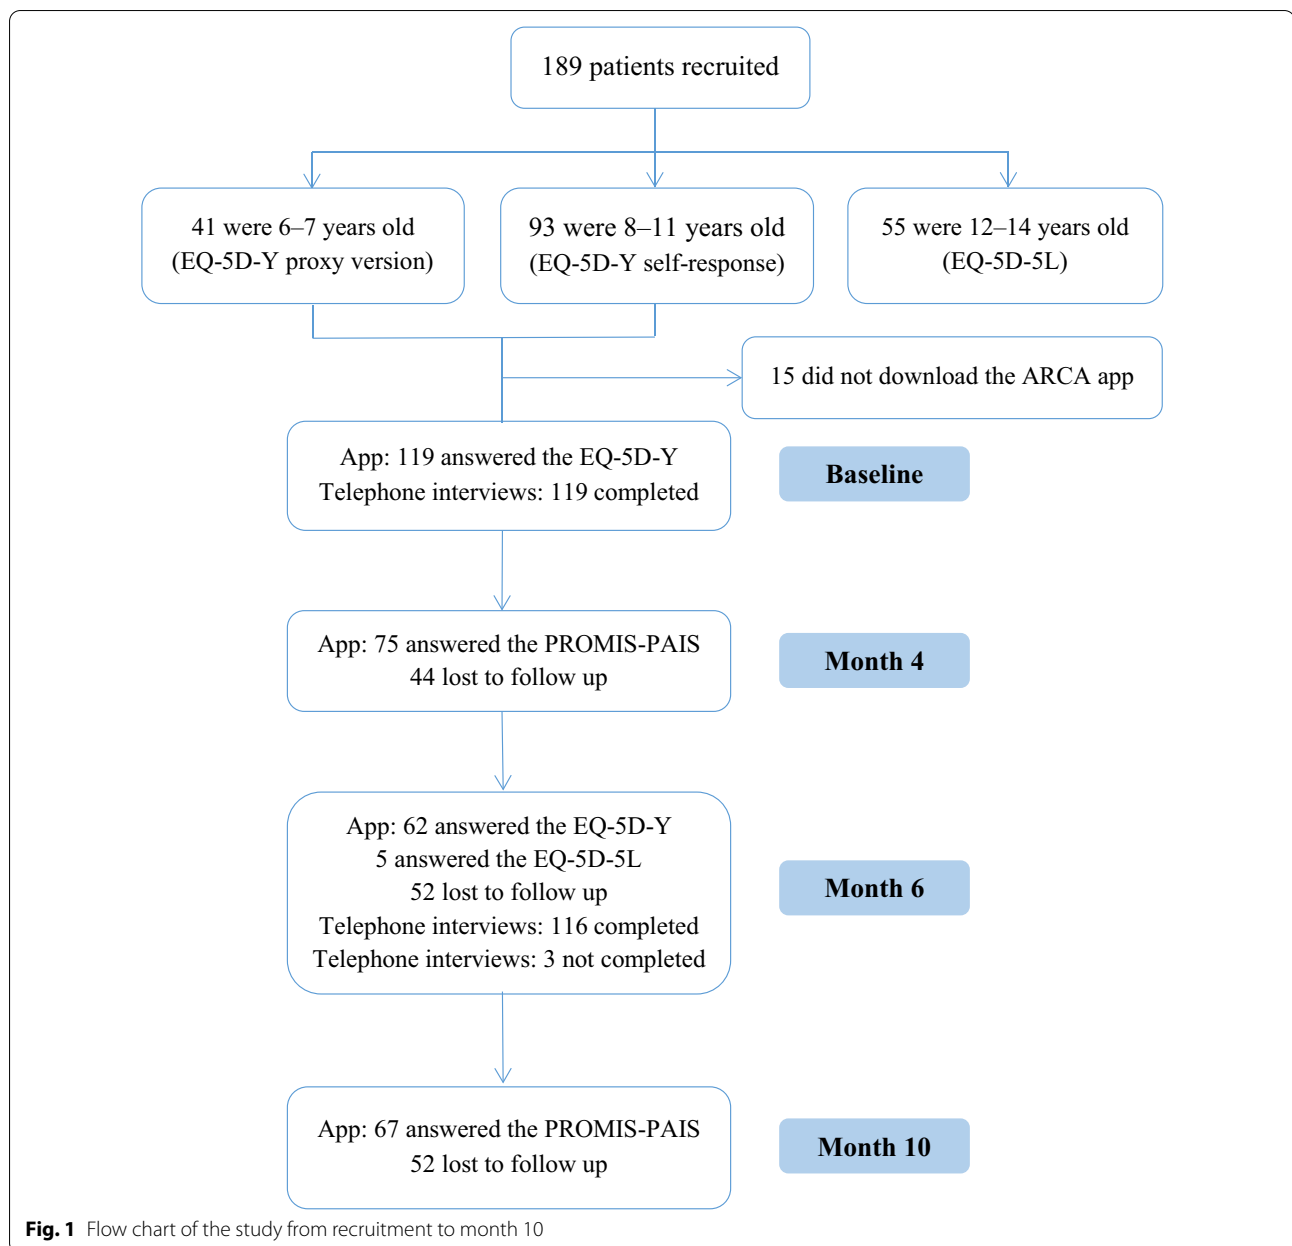 189 patients recruited
41 were 6–7 years old
(EQ-5D-Y proxy version)
93 were 8–11 years old
(EQ-5D-Y self-response)
55 were 12–14 years old
(EQ-5D-5L)
15 did not download the ARCA app
App: 119 answered the EQ-5D-Y
Telephone interviews: 119 completed
Baseline
App: 75 answered the PROMIS-PAIS
44 lost to follow up
Month 4
App: 62 answered the EQ-5D-Y
5 answered the EQ-5D-5L
52 lost to follow up
Telephone interviews: 116 completed
Telephone interviews: 3 not completed
Month 6
App: 67 answered the PROMIS-PAIS
52 lost to follow up
Month 10
Fig. 1 Flow chart of the study from recruitment to month 10